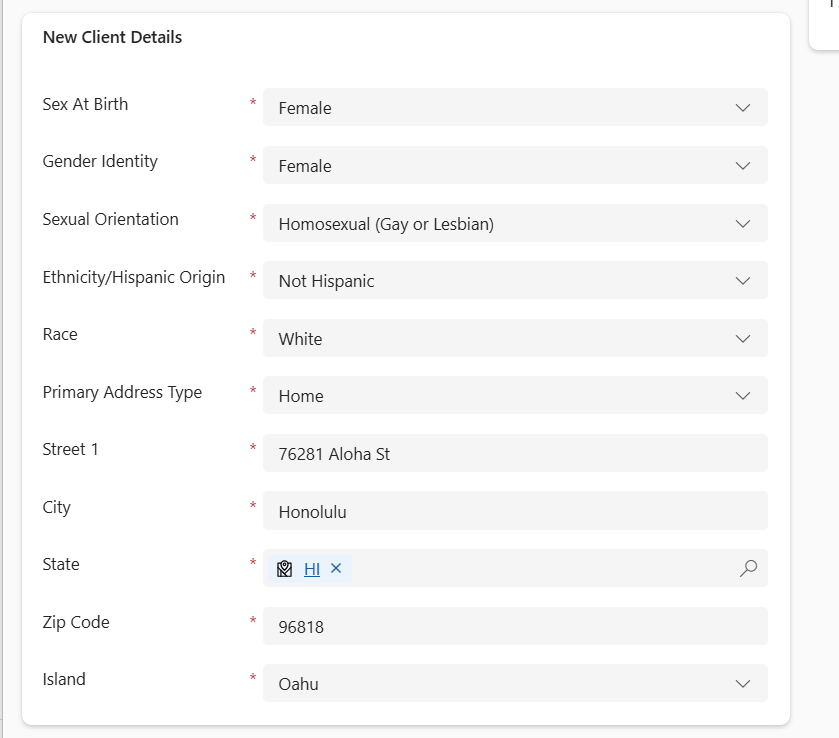 New Client Details
Sex At Birth * Female
Gender Identity * Female
Sexual Orientation * Homosexual (Gay or Lesbian)
Ethnicity/Hispanic Origin * Not Hispanic
Race * White
Primary Address Type * Home
Street 1 * 76281 Aloha St
City * Honolulu
State * HI
Zip Code * 96818
Island * Oahu